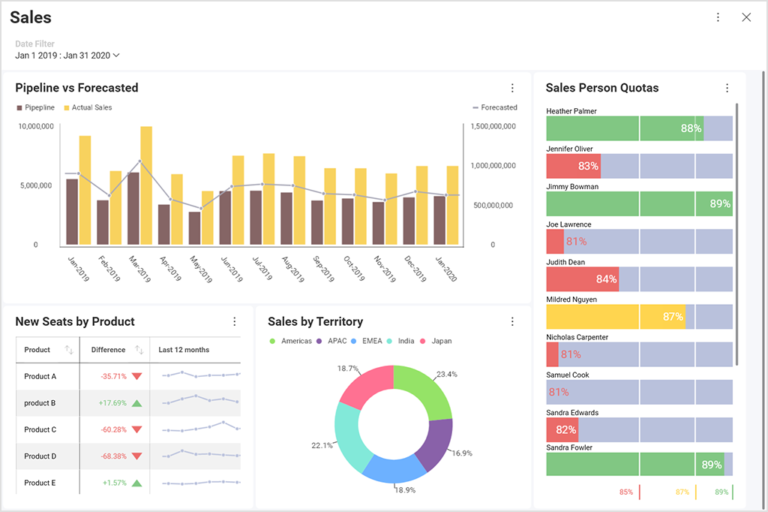 Sales
Date Filter
Jan 1 2019 : Jan 31 2020
Pipeline vs Forecasted
Pipepline
Actual Sales
Forecasted
10,000,000
5,000,000
0
1,500,000,000
1,000,000,000
500,000,000
0
Jan-2019
Feb-2019
Mar-2019
Apr-2019
May-2019
Jun-2019
Jul-2019
Aug-2019
Sep-2019
Oct-2019
Nov-2019
Dec-2019
Jan-2020
Sales Person Quotas
Heather Palmer
88%
Jennifer Oliver
83%
Jimmy Bowman
89%
Joe Lawrence
81%
Judith Dean
84%
Mildred Nguyen
87%
Nicholas Carpenter
81%
Samuel Cook
81%
Sandra Edwards
82%
Sandra Fowler
89%
85% 87% 89%
New Seats by Product
Product Difference Last 12 months
Product A -35.71%
product B +17.69%
Product C -60.28%
Product D -68.38%
Product E +1.57%
Sales by Territory
Americas APAC EMEA India Japan
18.7%
23.4%
22.1%
16.9%
18.9%